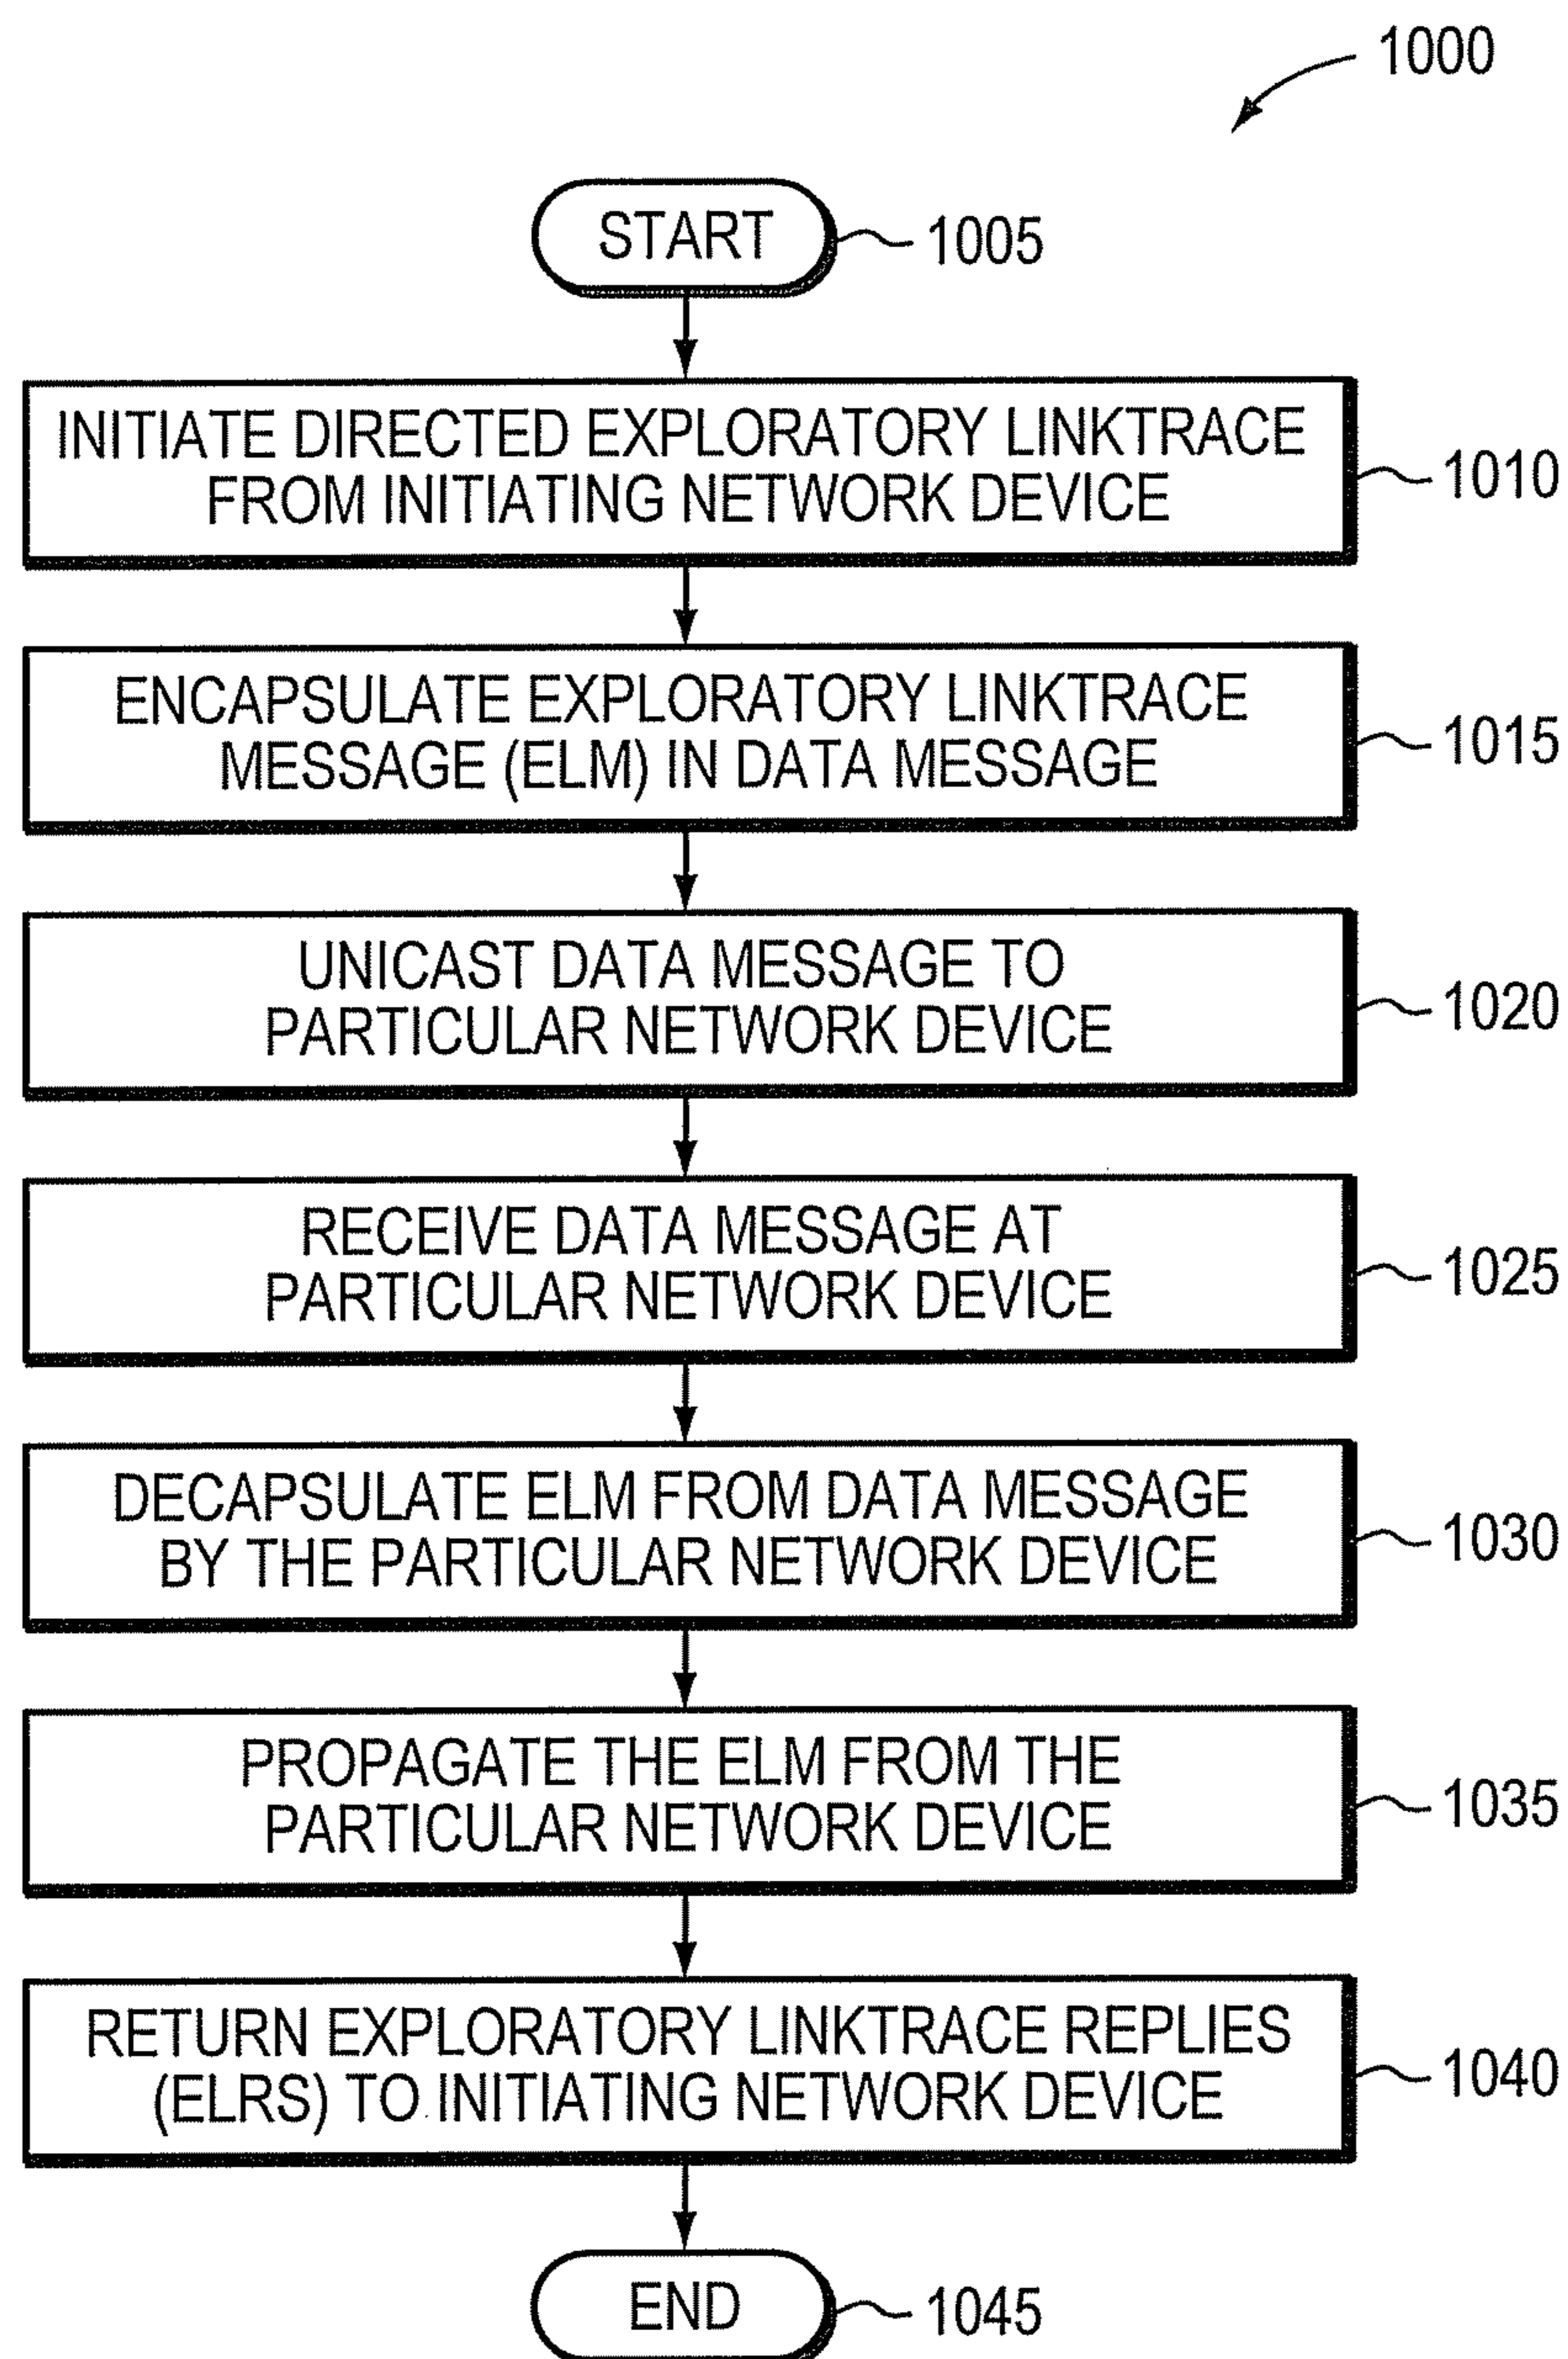 1000
START
1005
INITIATE DIRECTED EXPLORATORY LINKTRACE
FROM INITIATING NETWORK DEVICE
1010
ENCAPSULATE EXPLORATORY LINKTRACE
MESSAGE (ELM) IN DATA MESSAGE
1015
UNICAST DATA MESSAGE TO
PARTICULAR NETWORK DEVICE
1020
RECEIVE DATA MESSAGE AT
PARTICULAR NETWORK DEVICE
1025
DECAPSULATE ELM FROM DATA MESSAGE
BY THE PARTICULAR NETWORK DEVICE
1030
PROPAGATE THE ELM FROM THE
PARTICULAR NETWORK DEVICE
1035
RETURN EXPLORATORY LINKTRACE REPLIES
(ELRS) TO INITIATING NETWORK DEVICE
1040
END
1045